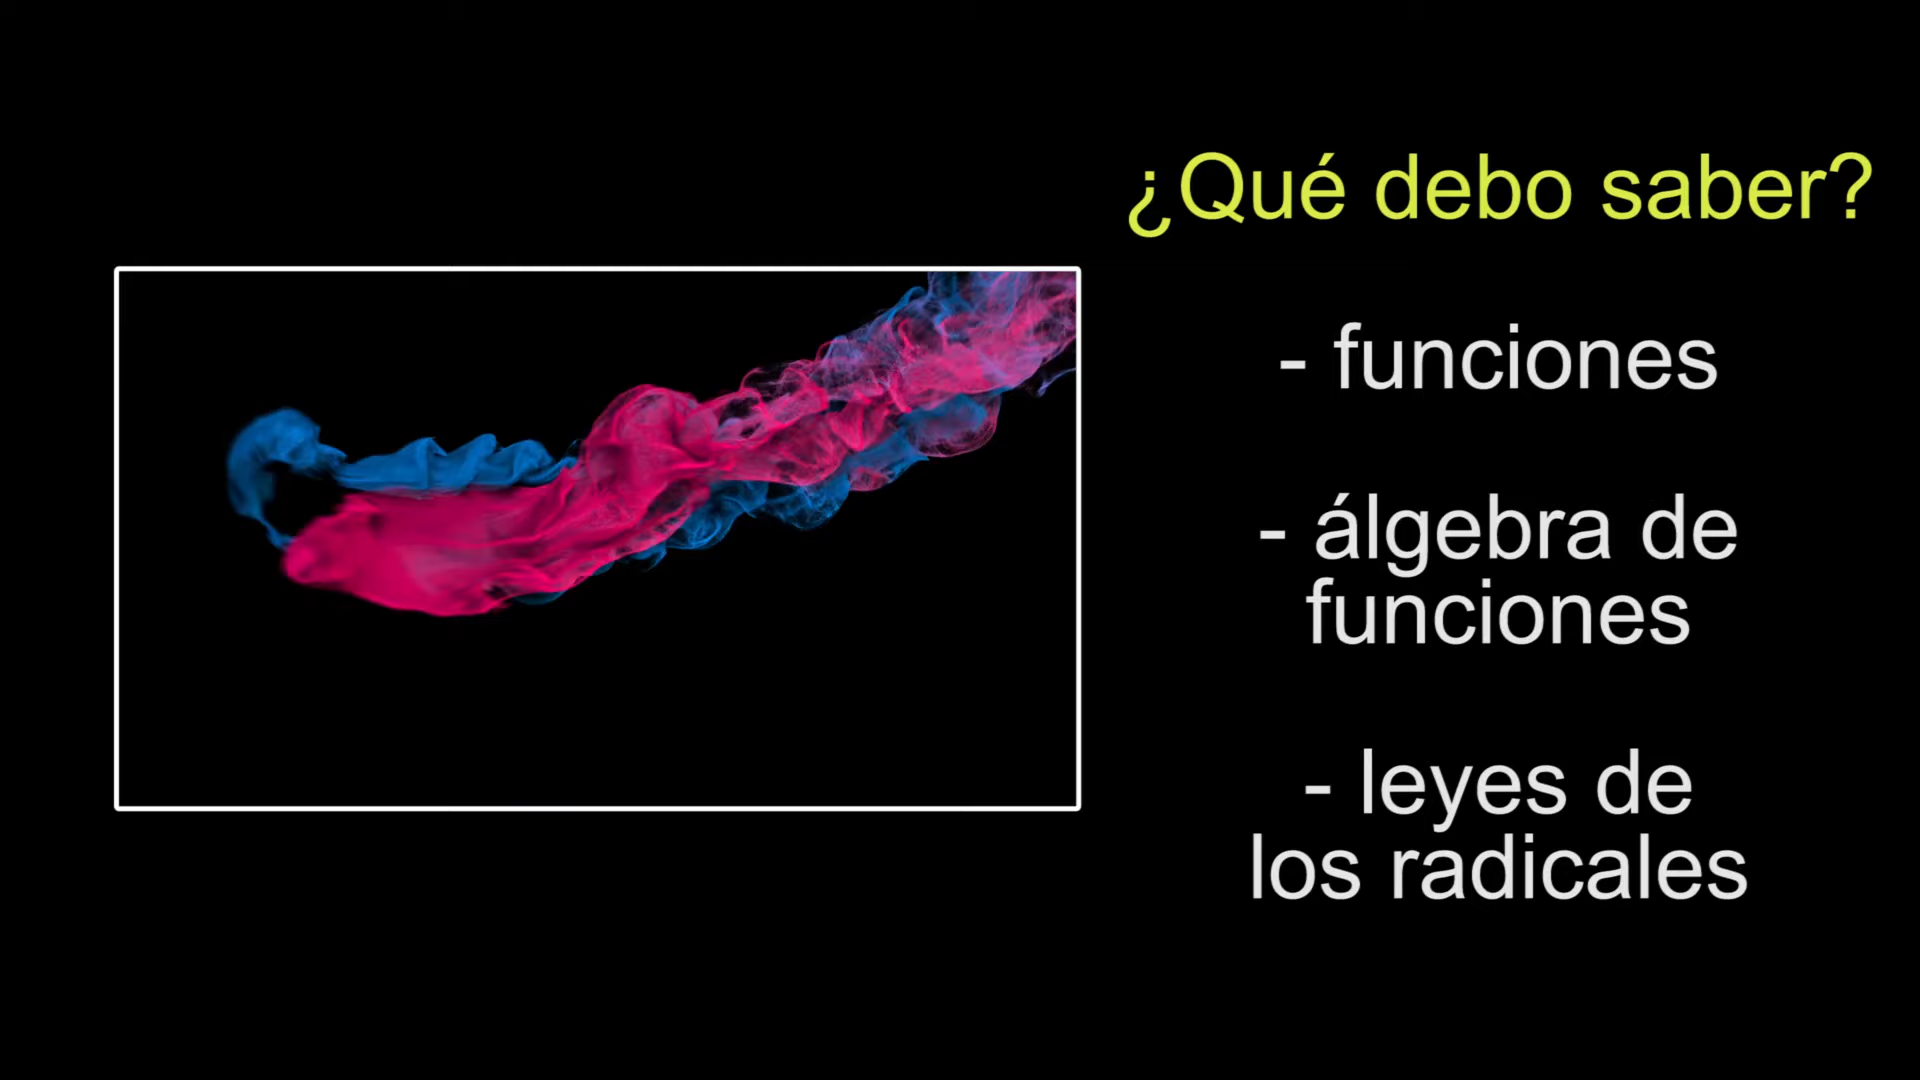 ¿Qué debo saber?
- funciones
- álgebra de
funciones
- leyes de
los radicales